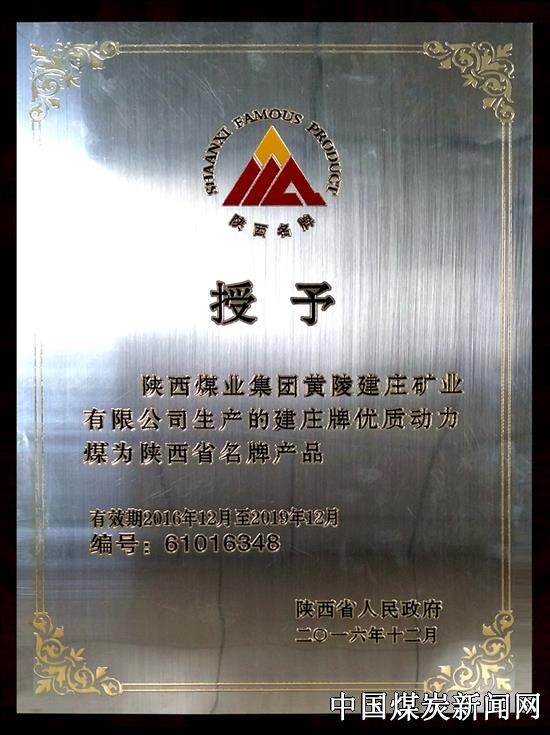 SHAANXI FAMOUS PRODUCT
陕西名牌
授予
陕西煤业集团黄陵建庄矿业
有限公司生产的建庄牌优质动力
煤为陕西省名牌产品
有效期2016年12月至2019年12月
编号：61016348
陕西省人民政府
二〇一六年十二月
中国煤炭新闻网